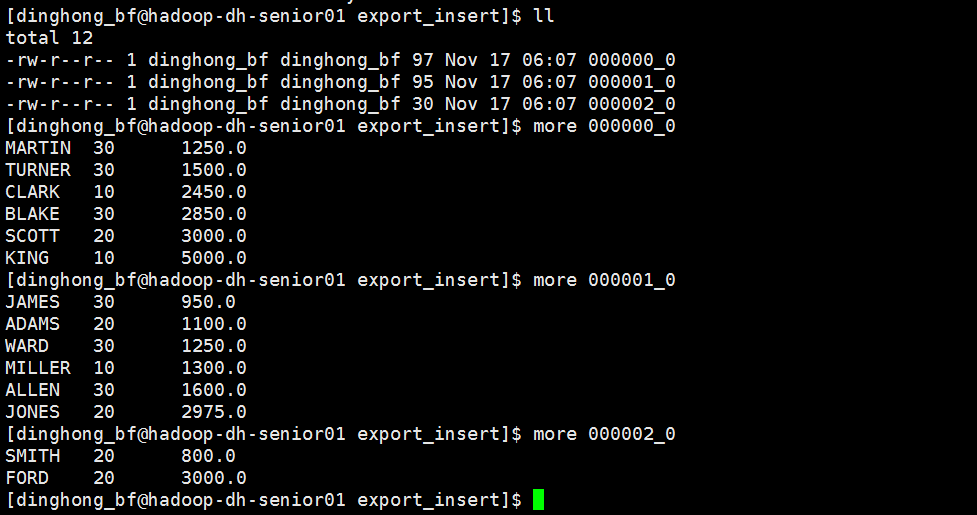 [dinghong_bf@hadoop-dh-senior01 export_insert]$ ll
total 12
-rw-r--r-- 1 dinghong_bf dinghong_bf 97 Nov 17 06:07 000000_0
-rw-r--r-- 1 dinghong_bf dinghong_bf 95 Nov 17 06:07 000001_0
-rw-r--r-- 1 dinghong_bf dinghong_bf 30 Nov 17 06:07 000002_0
[dinghong_bf@hadoop-dh-senior01 export_insert]$ more 000000_0
MARTIN  30      1250.0
TURNER  30      1500.0
CLARK   10      2450.0
BLAKE   30      2850.0
SCOTT   20      3000.0
KING    10      5000.0
[dinghong_bf@hadoop-dh-senior01 export_insert]$ more 000001_0
JAMES   30      950.0
ADAMS   20      1100.0
WARD    30      1250.0
MILLER  10      1300.0
ALLEN   30      1600.0
JONES   20      2975.0
[dinghong_bf@hadoop-dh-senior01 export_insert]$ more 000002_0
SMITH   20      800.0
FORD    20      3000.0
[dinghong_bf@hadoop-dh-senior01 export_insert]$